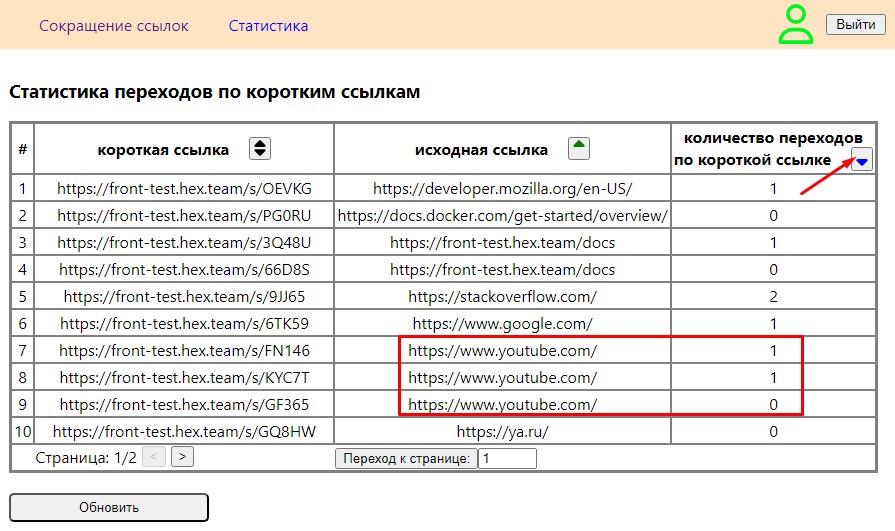 Сокращение ссылок Статистика Выйти
Статистика переходов по коротким ссылкам
# короткая ссылка исходная ссылка количество переходов
по короткой ссылке
1 https://front-test.hex.team/s/OEVKG https://developer.mozilla.org/en-US/ 1
2 https://front-test.hex.team/s/PG0RU https://docs.docker.com/get-started/overview/ 0
3 https://front-test.hex.team/s/3Q48U https://front-test.hex.team/docs 1
4 https://front-test.hex.team/s/66D8S https://front-test.hex.team/docs 0
5 https://front-test.hex.team/s/9JJ65 https://stackoverflow.com/ 2
6 https://front-test.hex.team/s/6TK59 https://www.google.com/ 1
7 https://front-test.hex.team/s/FN146 https://www.youtube.com/ 1
8 https://front-test.hex.team/s/KYC7T https://www.youtube.com/ 1
9 https://front-test.hex.team/s/GF365 https://www.youtube.com/ 0
10 https://front-test.hex.team/s/GQ8HW https://ya.ru/ 0
Страница: 1/2 < > Переход к странице: 1
Обновить